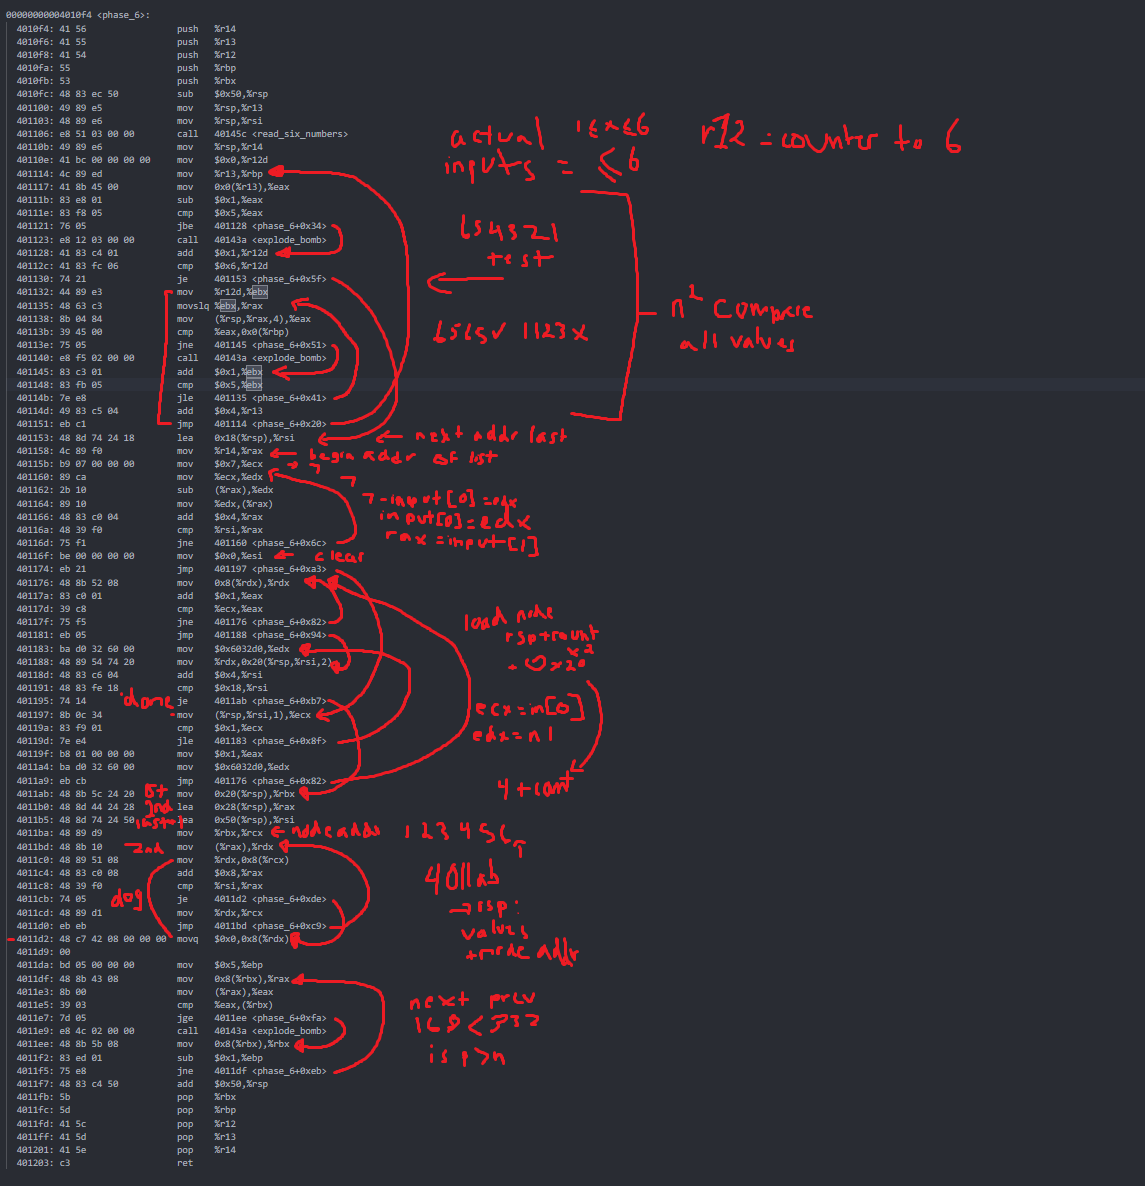 00000000004010f4 <phase_6>:
4010f4: 41 56 push %r14
4010f6: 41 55 push %r13
4010f8: 41 54 push %r12
4010fa: 55 push %rbp
4010fb: 53 push %rbx
4010fc: 48 83 ec 50 sub $0x50,%rsp
401100: 49 89 e5 mov %rsp,%r13
401103: 48 89 e6 mov %rsp,%rsi
401106: e8 51 03 00 00 call 40145c <read_six_numbers>
40110b: 49 89 e6 mov %rsp,%r14
40110e: 41 bc 00 00 00 00 mov $0x0,%r12d
401114: 4c 89 ed mov %r13,%rbp
401117: 41 8b 45 00 mov 0x0(%r13),%eax
40111b: 83 e8 01 sub $0x1,%eax
40111e: 83 f8 05 cmp $0x5,%eax
401121: 76 05 jbe 401128 <phase_6+0x34>
401123: e8 12 03 00 00 call 40143a <explode_bomb>
401128: 41 83 c4 01 add $0x1,%r12d
40112c: 41 83 fc 06 cmp $0x6,%r12d
401130: 74 21 je 401153 <phase_6+0x5f>
401132: 44 89 e3 mov %r12d,%ebx
401135: 48 63 c3 movslq %ebx,%rax
401138: 8b 04 84 mov (%rsp,%rax,4),%eax
40113b: 39 45 00 cmp %eax,0x0(%rbp)
40113e: 75 05 jne 401145 <phase_6+0x51>
401140: e8 f5 02 00 00 call 40143a <explode_bomb>
401145: 83 c3 01 add $0x1,%ebx
401148: 83 fb 05 cmp $0x5,%ebx
40114b: 7e e8 jle 401135 <phase_6+0x41>
40114d: 49 83 c5 04 add $0x4,%r13
401151: eb c1 jmp 401114 <phase_6+0x20>
401153: 48 8d 74 24 18 lea 0x18(%rsp),%rsi
401158: 4c 89 f0 mov %r14,%rax
40115b: b9 07 00 00 00 mov $0x7,%ecx
401160: 89 ca mov %ecx,%edx
401162: 2b 10 sub (%rax),%edx
401164: 89 10 mov %edx,(%rax)
401166: 48 83 c0 04 add $0x4,%rax
40116a: 48 39 f0 cmp %rsi,%rax
40116d: 75 f1 jne 401160 <phase_6+0x6c>
40116f: be 00 00 00 00 mov $0x0,%esi
401174: eb 21 jmp 401197 <phase_6+0xa3>
401176: 48 8b 52 08 mov 0x8(%rdx),%rdx
40117a: 83 c0 01 add $0x1,%eax
40117d: 39 c8 cmp %ecx,%eax
40117f: 75 f5 jne 401176 <phase_6+0x82>
401181: eb 05 jmp 401188 <phase_6+0x94>
401183: ba d0 32 60 00 mov $0x6032d0,%edx
401188: 48 89 54 74 20 mov %rdx,0x20(%rsp,%rsi,2)
40118d: 48 83 c6 04 add $0x4,%rsi
401191: 48 83 fe 18 cmp $0x18,%rsi
401195: 74 14 je 4011ab <phase_6+0xb7>
401197: 8b 0c 34 mov (%rsp,%rsi,1),%ecx
40119a: 83 f9 01 cmp $0x1,%ecx
40119d: 7e e4 jle 401183 <phase_6+0x8f>
40119f: b8 01 00 00 00 mov $0x1,%eax
4011a4: ba d0 32 60 00 mov $0x6032d0,%edx
4011a9: eb cb jmp 401176 <phase_6+0x82>
4011ab: 48 8b 5c 24 20 mov 0x20(%rsp),%rbx
4011b0: 48 8d 44 24 28 lea 0x28(%rsp),%rax
4011b5: 48 8d 74 24 50 lea 0x50(%rsp),%rsi
4011ba: 48 89 d9 mov %rbx,%rcx
4011bd: 48 8b 10 mov (%rax),%rdx
4011c0: 48 89 51 08 mov %rdx,0x8(%rcx)
4011c4: 48 83 c0 08 add $0x8,%rax
4011c8: 48 39 f0 cmp %rsi,%rax
4011cb: 74 05 je 4011d2 <phase_6+0xde>
4011cd: 48 89 d1 mov %rdx,%rcx
4011d0: eb eb jmp 4011bd <phase_6+0xc9>
4011d2: 48 c7 42 08 00 00 00 movq $0x0,0x8(%rdx)
4011d9: 00
4011da: bd 05 00 00 00 mov $0x5,%ebp
4011df: 48 8b 43 08 mov 0x8(%rbx),%rax
4011e3: 8b 00 mov (%rax),%eax
4011e5: 39 03 cmp %eax,(%rbx)
4011e7: 7d 05 jge 4011ee <phase_6+0xfa>
4011e9: e8 4c 02 00 00 call 40143a <explode_bomb>
4011ee: 48 8b 5b 08 mov 0x8(%rbx),%rbx
4011f2: 83 ed 01 sub $0x1,%ebp
4011f5: 75 e8 jne 4011df <phase_6+0xeb>
4011f7: 48 83 c4 50 add $0x50,%rsp
4011fb: 5b pop %rbx
4011fc: 5d pop %rbp
4011fd: 41 5c pop %r12
4011ff: 41 5d pop %r13
401201: 41 5e pop %r14
401203: c3 ret
actual 1≤x≤6
inputs = ≤6
r12 = counter to 6
654321
test
6565✓ 1123x
n² compare
all values
← next addr last
← begin addr of list
→ 7
7
7-input[0]=edx
input[0]=edx
rax=input[1]
← clear
load node
rsp+count
x2
+0x20
done
ecx=in[0]
edx=n1
4+count
1st
2nd
last
← node addr 1 2 3 4 5 6
2nd
401lab
→rsp:
values
+node addr
next prev
168<332
is p>n